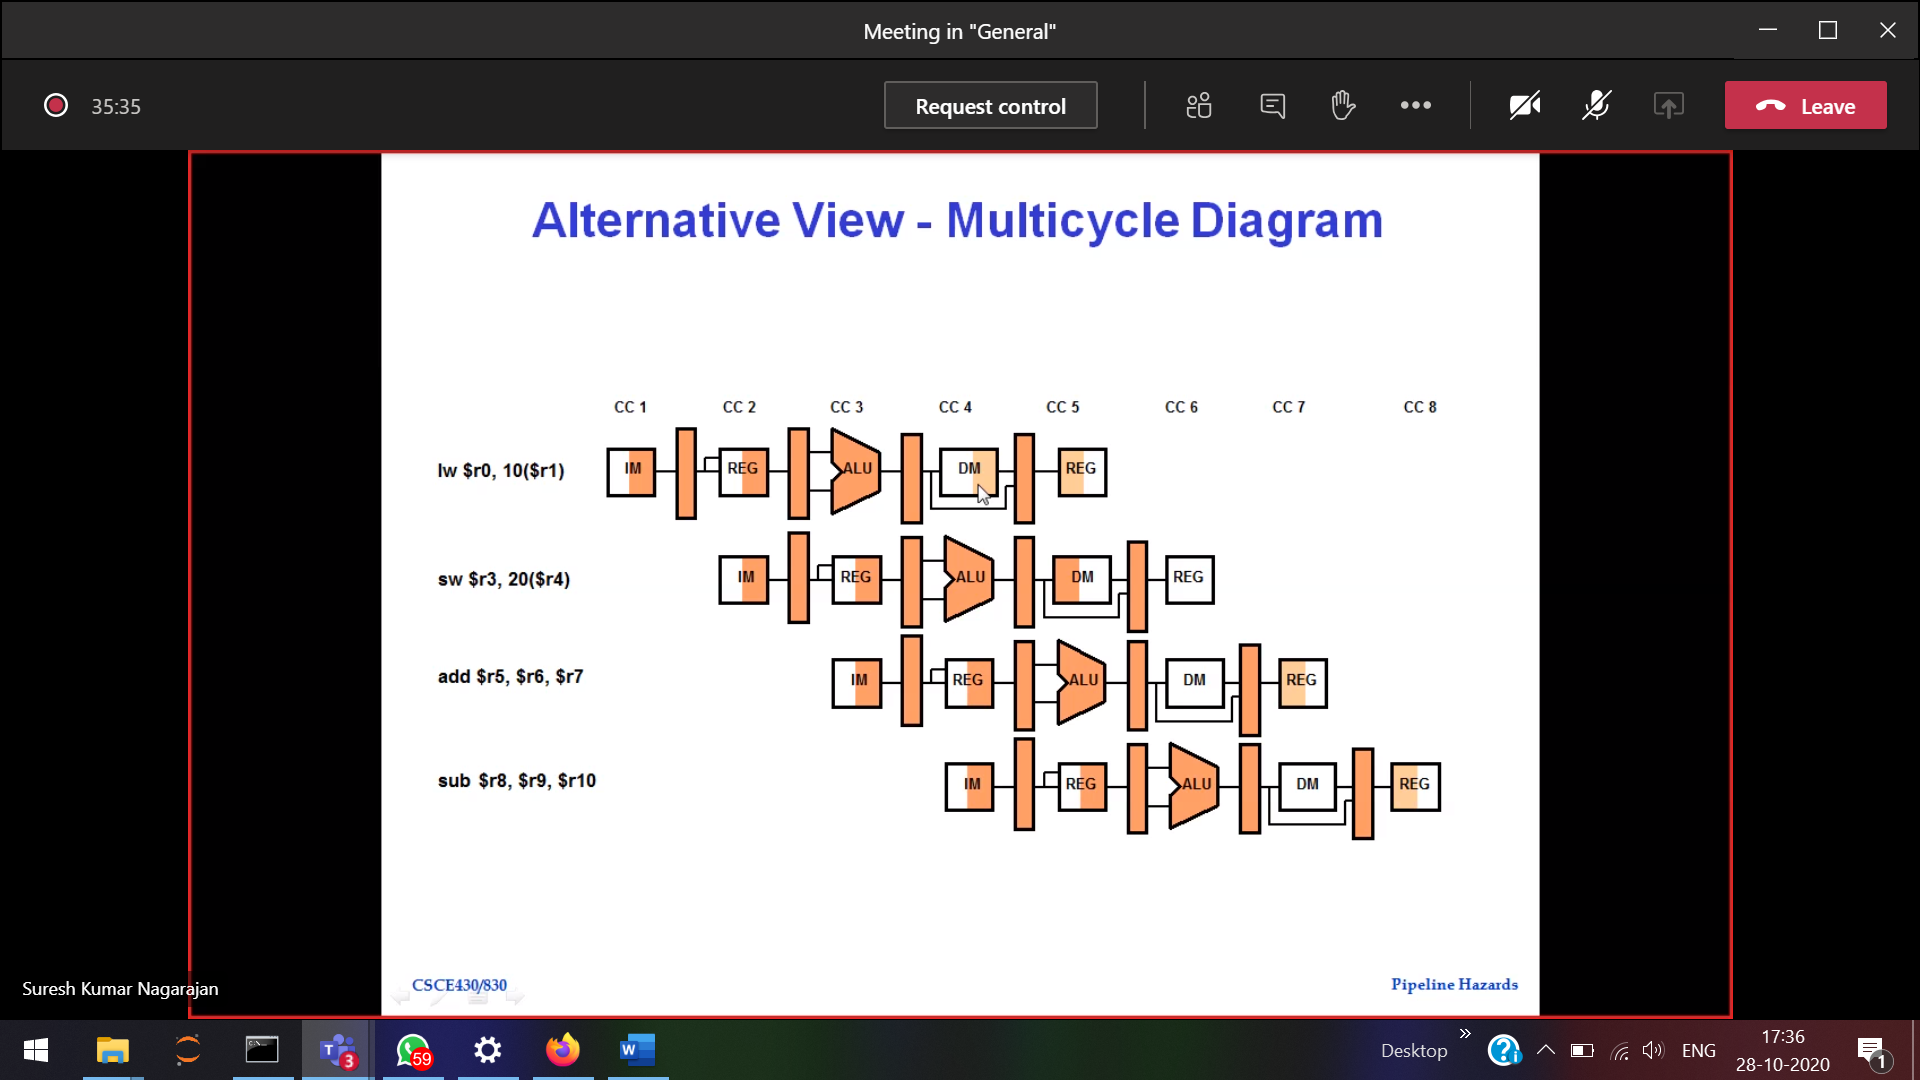 Meeting in "General"
35:35
Request control
Leave
Alternative View - Multicycle Diagram
CC 1 CC 2 CC 3 CC 4 CC 5 CC 6 CC 7 CC 8
lw $r0, 10($r1) IM REG ALU DM REG
sw $r3, 20($r4) IM REG ALU DM REG
add $r5, $r6, $r7 IM REG ALU DM REG
sub $r8, $r9, $r10 IM REG ALU DM REG
CSCE430/830 Pipeline Hazards
Suresh Kumar Nagarajan
T 3
59
W
Desktop
ENG
17:36
28-10-2020
1